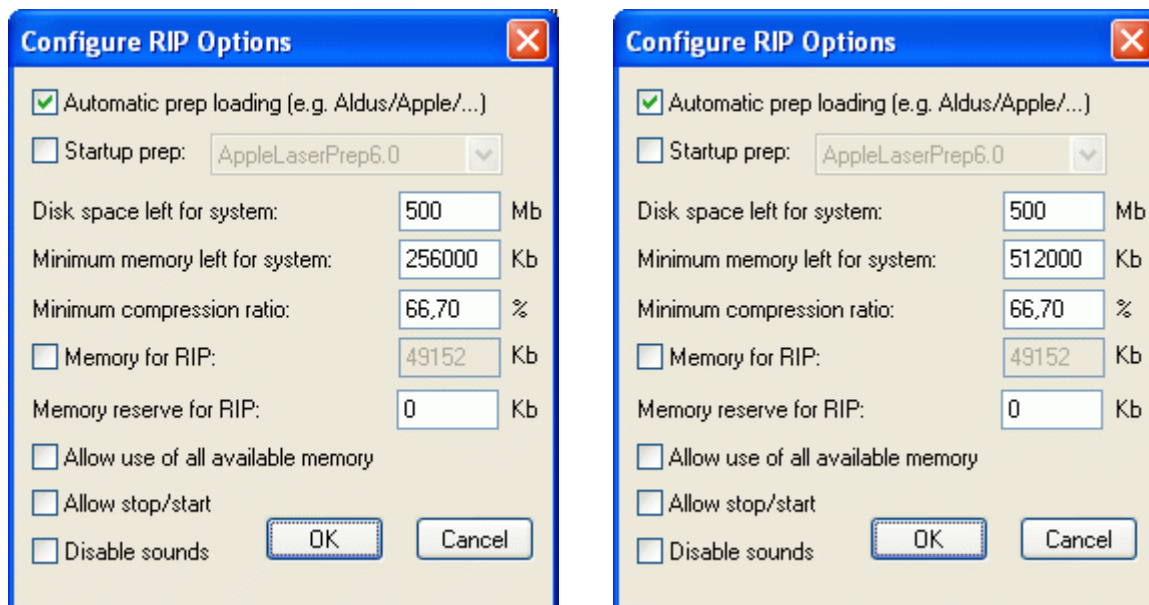 Configure RIP Options
Automatic prep loading (e.g. Aldus/Apple/...)
Startup prep: AppleLaserPrep6.0
Disk space left for system: 500 Mb
Minimum memory left for system: 256000 Kb
Minimum compression ratio: 66,70 %
Memory for RIP: 49152 Kb
Memory reserve for RIP: 0 Kb
Allow use of all available memory
Allow stop/start
OK Cancel
Disable sounds
Configure RIP Options
Automatic prep loading (e.g. Aldus/Apple/...)
Startup prep: AppleLaserPrep6.0
Disk space left for system: 500 Mb
Minimum memory left for system: 512000 Kb
Minimum compression ratio: 66,70 %
Memory for RIP: 49152 Kb
Memory reserve for RIP: 0 Kb
Allow use of all available memory
Allow stop/start
OK Cancel
Disable sounds